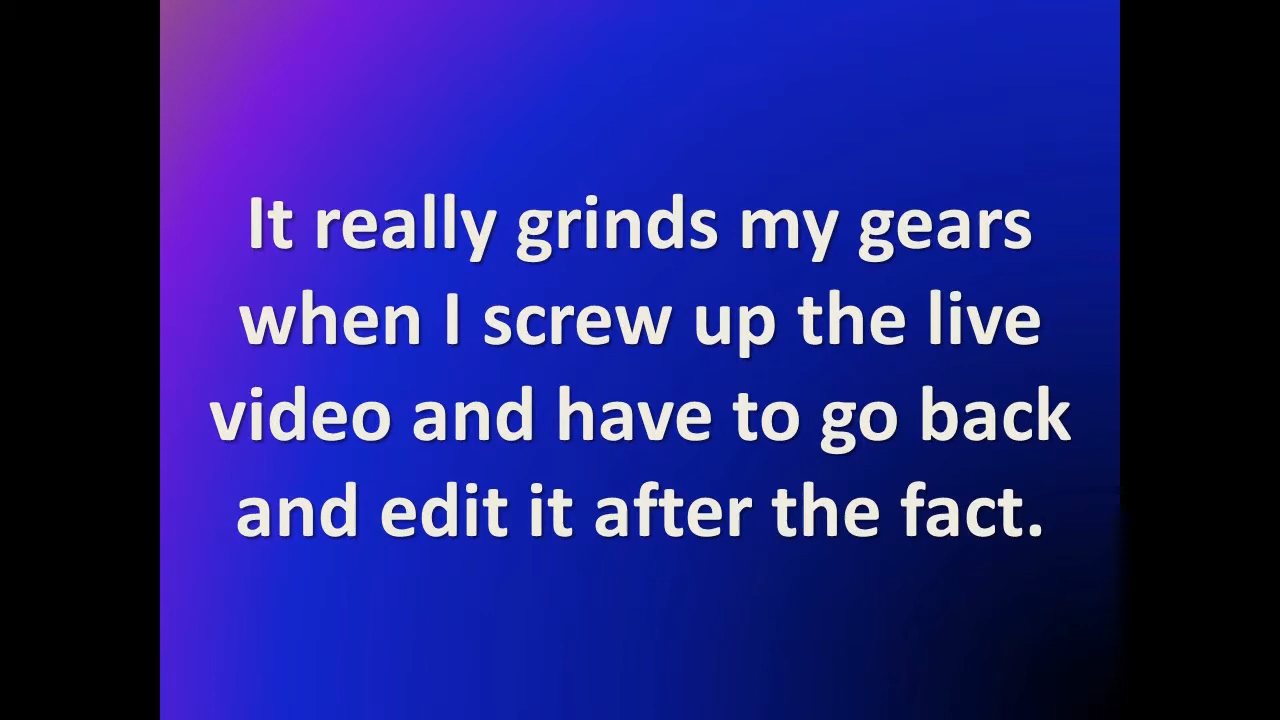 It really grinds my gears
when I screw up the live
video and have to go back
and edit it after the fact.